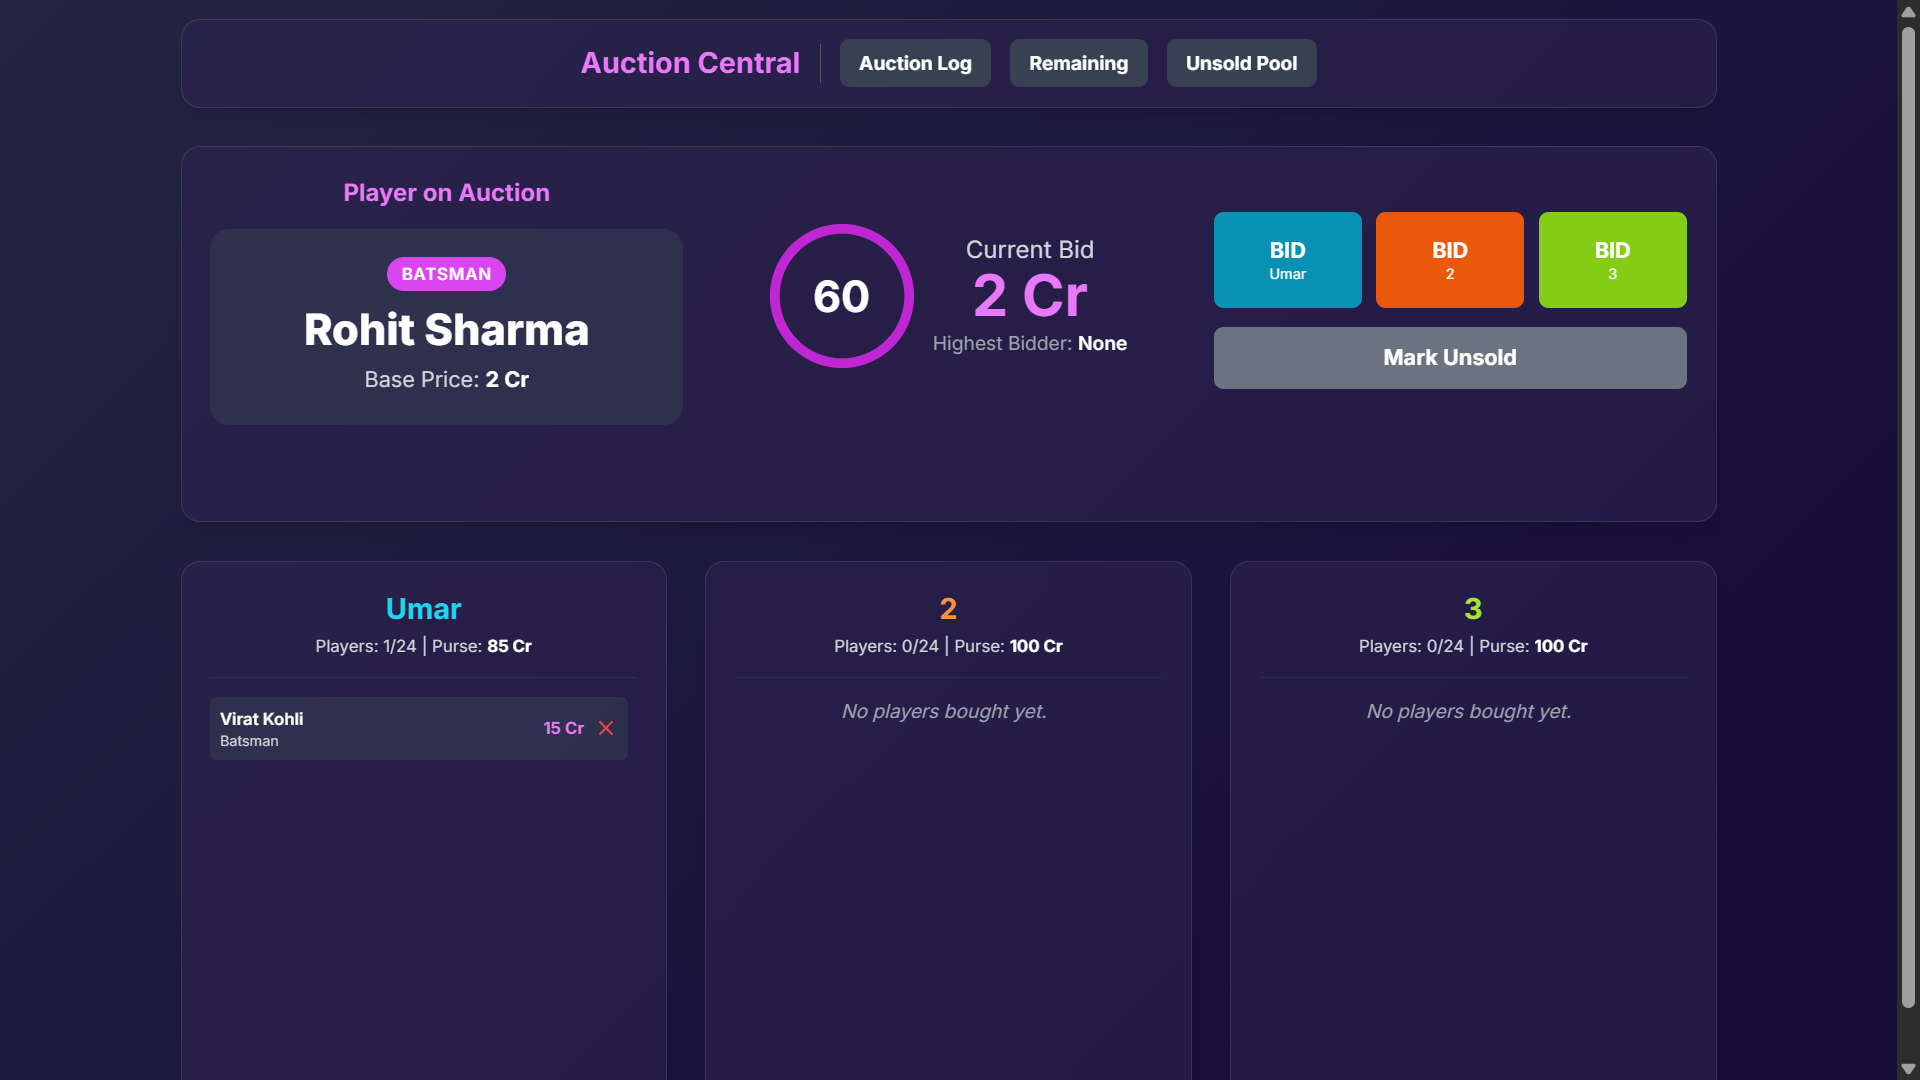 Auction Central
Auction Log
Remaining
Unsold Pool
Player on Auction
BATSMAN
Rohit Sharma
Base Price: 2 Cr
60
Current Bid
2 Cr
Highest Bidder: None
BID
Umar
BID
2
BID
3
Mark Unsold
Umar
Players: 1/24 | Purse: 85 Cr
Virat Kohli
Batsman
15 Cr
2
Players: 0/24 | Purse: 100 Cr
No players bought yet.
3
Players: 0/24 | Purse: 100 Cr
No players bought yet.